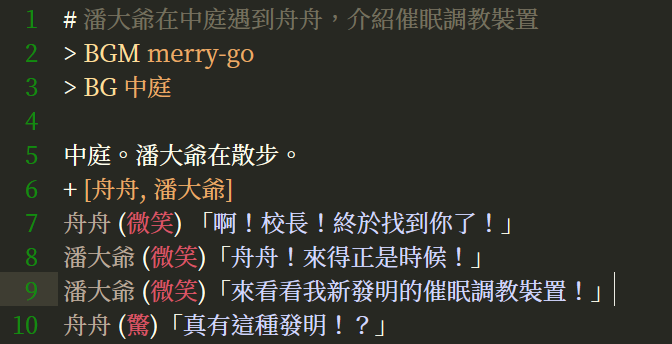 1 # 潘大爺在中庭遇到舟舟，介紹催眠調教裝置
2 > BGM merry-go
3 > BG 中庭
4
5 中庭。潘大爺在散步。
6 + [舟舟, 潘大爺]
7 舟舟 (微笑) 「啊！校長！終於找到你了！」
8 潘大爺 (微笑)「舟舟！來得正是時候！」
9 潘大爺 (微笑)「來看看我新發明的催眠調教裝置！」
10 舟舟 (驚)「真有這種發明！？」